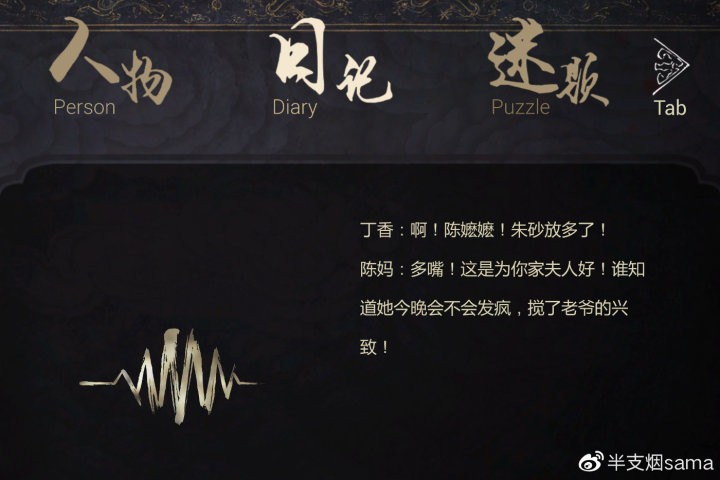 人物
日记
迷题
Person
Diary
Puzzle
Tab
丁香：啊！陈嬷嬷！朱砂放多了！
陈妈：多嘴！这是为你家夫人好！谁知
道她今晚会不会发疯，搅了老爷的兴
致！
半支烟sama